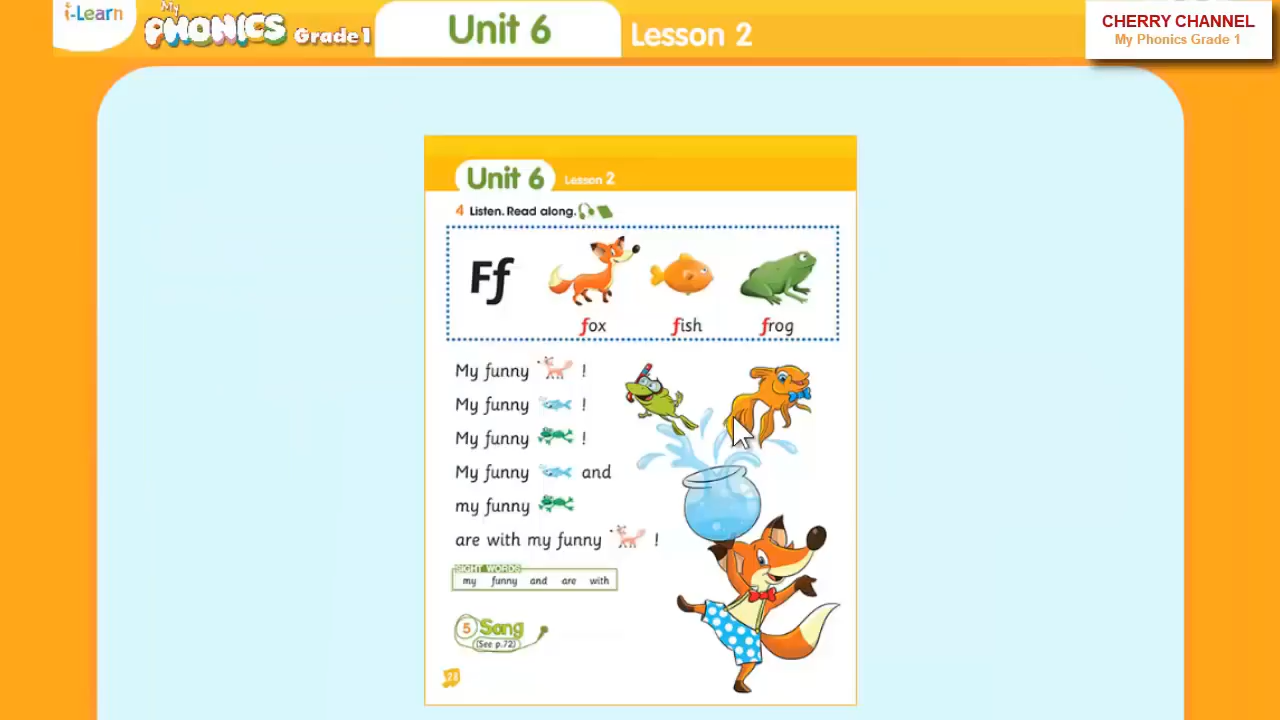 i-Learn
My
PHONICS Grade 1
Unit 6
Lesson 2
CHERRY CHANNEL
My Phonics Grade 1
Unit 6 Lesson 2
4 Listen. Read along.
Ff
fox fish frog
My funny !
My funny !
My funny !
My funny and
my funny
are with my funny !
SIGHT WORDS
my funny and are with
5 Song
(See p.72)
28